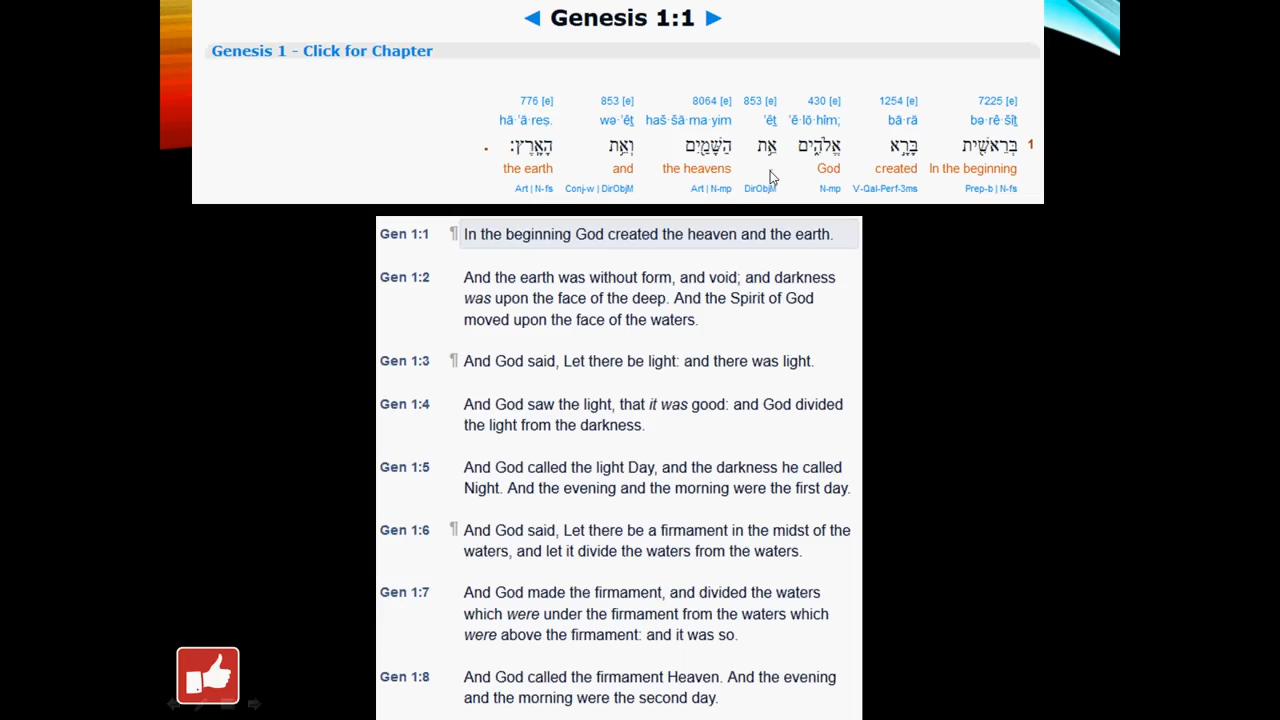 ◄ Genesis 1:1 ►
Genesis 1 - Click for Chapter
776 [e] 853 [e] 8064 [e] 853 [e] 430 [e] 1254 [e] 7225 [e]
hā·’ā·reṣ. wə·’êṯ haš·šā·ma·yim ’êṯ ’ĕ·lō·hîm; bā·rā bə·rê·šîṯ
1 בְּרֵאשִׁ֖ית בָּרָ֣א אֱלֹהִ֑ים אֵ֥ת הַשָּׁמַ֖יִם וְאֵ֥ת הָאָֽרֶץ׃ .
the earth and the heavens God created In the beginning
Art | N-fs Conj-w | DirObjM Art | N-mp DirObjM N-mp V-Qal-Perf-3ms Prep-b | N-fs
Gen 1:1 ¶ In the beginning God created the heaven and the earth.
Gen 1:2 And the earth was without form, and void; and darkness
was upon the face of the deep. And the Spirit of God
moved upon the face of the waters.
Gen 1:3 ¶ And God said, Let there be light: and there was light.
Gen 1:4 And God saw the light, that it was good: and God divided
the light from the darkness.
Gen 1:5 And God called the light Day, and the darkness he called
Night. And the evening and the morning were the first day.
Gen 1:6 ¶ And God said, Let there be a firmament in the midst of the
waters, and let it divide the waters from the waters.
Gen 1:7 And God made the firmament, and divided the waters
which were under the firmament from the waters which
were above the firmament: and it was so.
Gen 1:8 And God called the firmament Heaven. And the evening
and the morning were the second day.